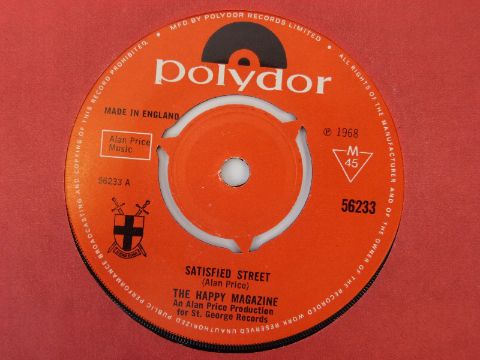 MFD. BY POLYDOR RECORDS LIMITED.
ALL RIGHTS OF THE MANUFACTURER AND OF THE OWNER OF THE RECORDED WORK RESERVED UNAUTHORISED PUBLIC PERFORMANCE BROADCASTING AND COPYING OF THIS RECORD PROHIBITED.
polydor
MADE IN ENGLAND
℗ 1968
Alan Price
Music
M
45
56233 A
56233
SATISFIED STREET
(Alan Price)
THE HAPPY MAGAZINE
An Alan Price Production
for St. George Records